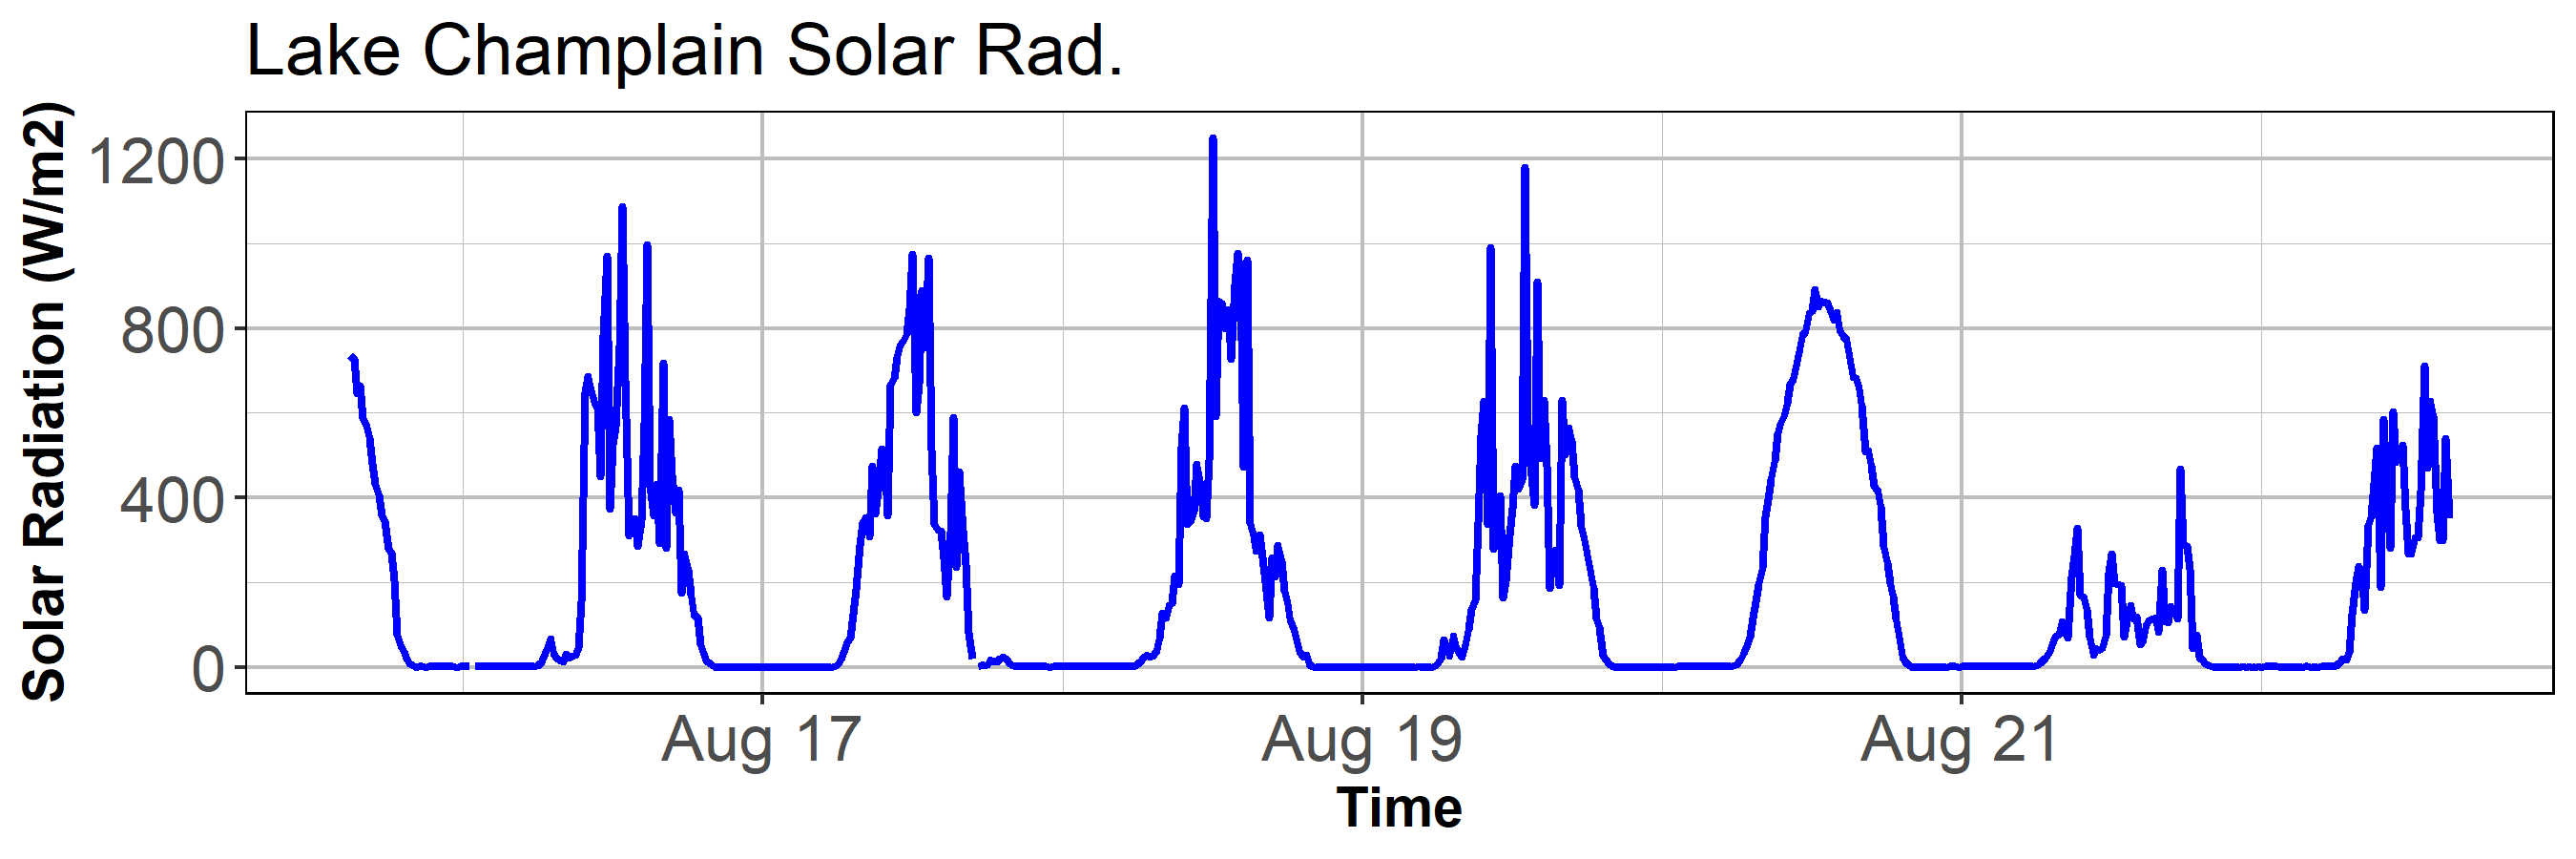 Lake Champlain Solar Rad.
Solar Radiation (W/m2)
1200
800
400
0
Aug 17
Aug 19
Aug 21
Time